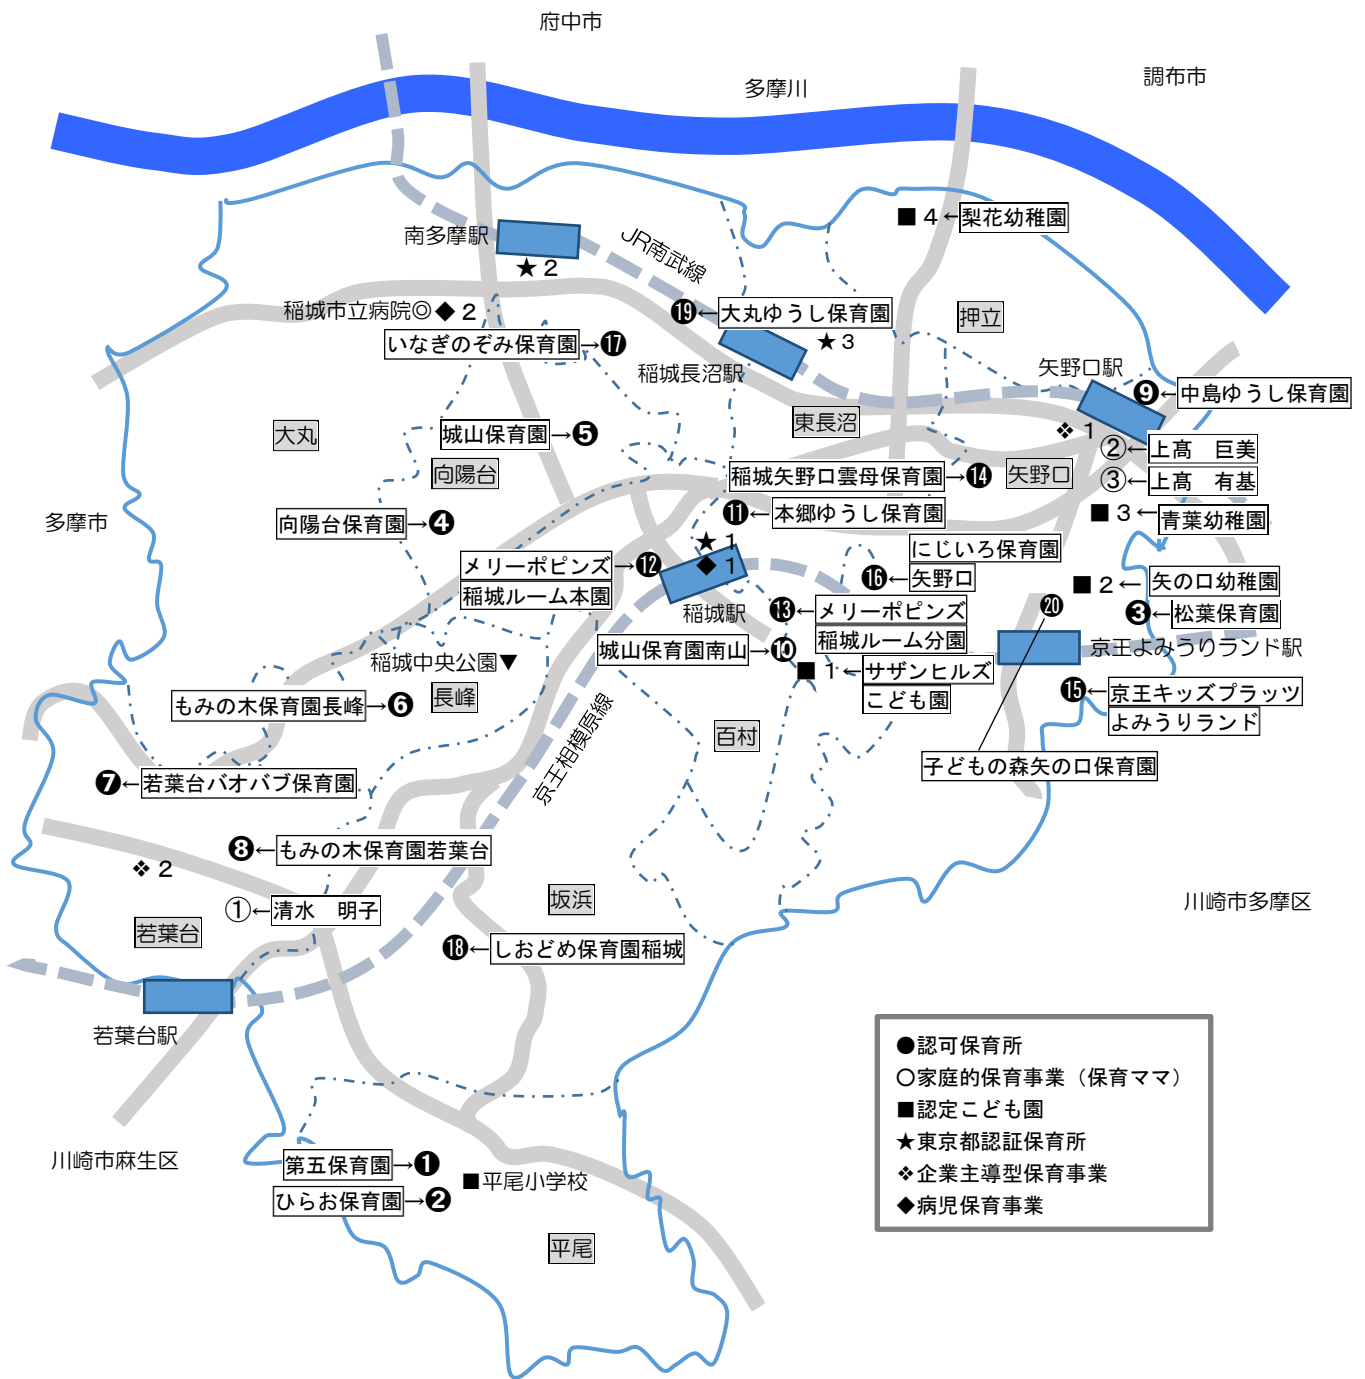 府中市
調布市
多摩川
■ 4 ←梨花幼稚園
南多摩駅
★ 2
JR南武線
稲城市立病院◎◆ 2
⓳←大丸ゆうし保育園
押立
いなぎのぞみ保育園→⓱
★ 3
稲城長沼駅
矢野口駅
❾←中島ゆうし保育園
大丸
城山保育園→❺
東長沼
❖ 1
②←上髙 巨美
向陽台
稲城矢野口雲母保育園→⓮
矢野口
③←上髙 有基
多摩市
向陽台保育園→❹
⓫←本郷ゆうし保育園
■ 3 ←青葉幼稚園
★ 1
メリーポピンズ
稲城ルーム本園
→⓬
◆ 1
にじいろ保育園
⓰←矢野口
■ 2 ←矢の口幼稚園
稲城駅
⓭←メリーポピンズ
稲城ルーム分園
⓴
❸←松葉保育園
稲城中央公園▼
城山保育園南山→❿
■ 1 ←サザンヒルズ
こども園
京王よみうりランド駅
もみの木保育園長峰→❻
長峰
⓯←京王キッズプラッツ
よみうりランド
百村
京王相模原線
❼←若葉台バオバブ保育園
子どもの森矢の口保育園
❽←もみの木保育園若葉台
❖ 2
坂浜
川崎市多摩区
①←清水 明子
若葉台
⓲←しおどめ保育園稲城
若葉台駅
●認可保育所
○家庭的保育事業（保育ママ）
■認定こども園
★東京都認証保育所
❖企業主導型保育事業
◆病児保育事業
川崎市麻生区
第五保育園→❶
■平尾小学校
ひらお保育園→❷
平尾